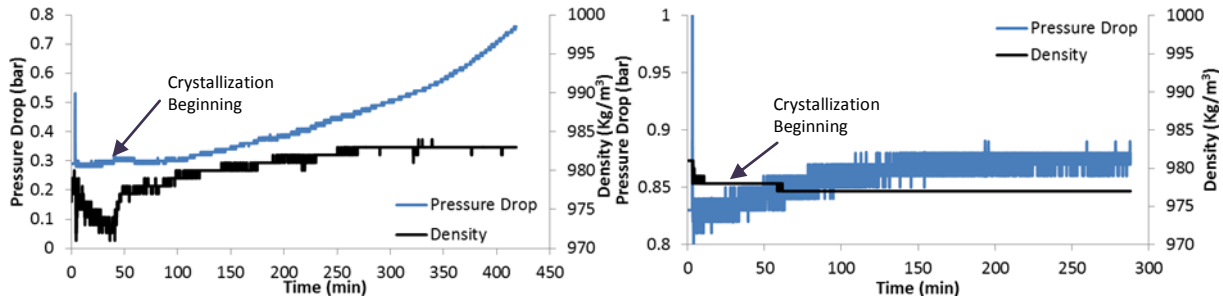 0.8
0.7
0.6
0.5
0.4
0.3
0.2
0.1
0
Pressure Drop (bar)
Crystallization
Beginning
Pressure Drop
Density
1000
995
990
985
980
975
970
Density (Kg/m³)
0 50 100 150 200 250 300 350 400 450
Time (min)
1
0.95
0.9
0.85
0.8
Pressure Drop (bar)
Pressure Drop
Density
Crystallization
Beginning
1000
995
990
985
980
975
970
Density (Kg/m³)
0 50 100 150 200 250 300
Time (min)